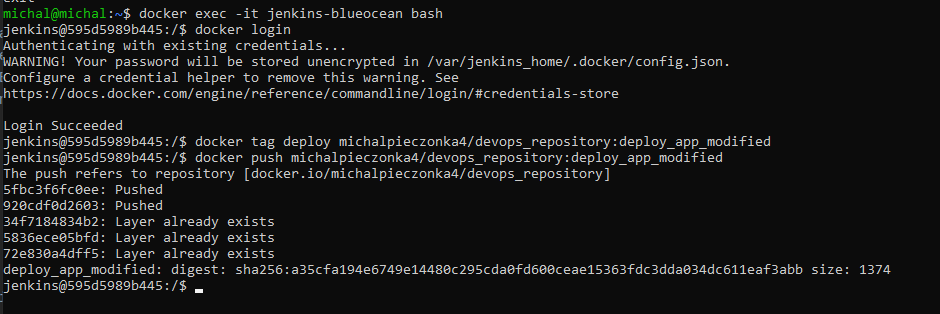 exit
michal@michal:~$ docker exec -it jenkins-blueocean bash
jenkins@595d5989b445:/$ docker login
Authenticating with existing credentials...
WARNING! Your password will be stored unencrypted in /var/jenkins_home/.docker/config.json.
Configure a credential helper to remove this warning. See
https://docs.docker.com/engine/reference/commandline/login/#credentials-store
Login Succeeded
jenkins@595d5989b445:/$ docker tag deploy michalpieczonka4/devops_repository:deploy_app_modified
jenkins@595d5989b445:/$ docker push michalpieczonka4/devops_repository:deploy_app_modified
The push refers to repository [docker.io/michalpieczonka4/devops_repository]
5fbc3f6fc0ee: Pushed
920cdf0d2603: Pushed
34f7184834b2: Layer already exists
5836ece05bfd: Layer already exists
72e830a4dff5: Layer already exists
deploy_app_modified: digest: sha256:a35cfa194e6749e14480c295cda0fd600ceae15363fdc3dda034dc611eaf3abb size: 1374
jenkins@595d5989b445:/$